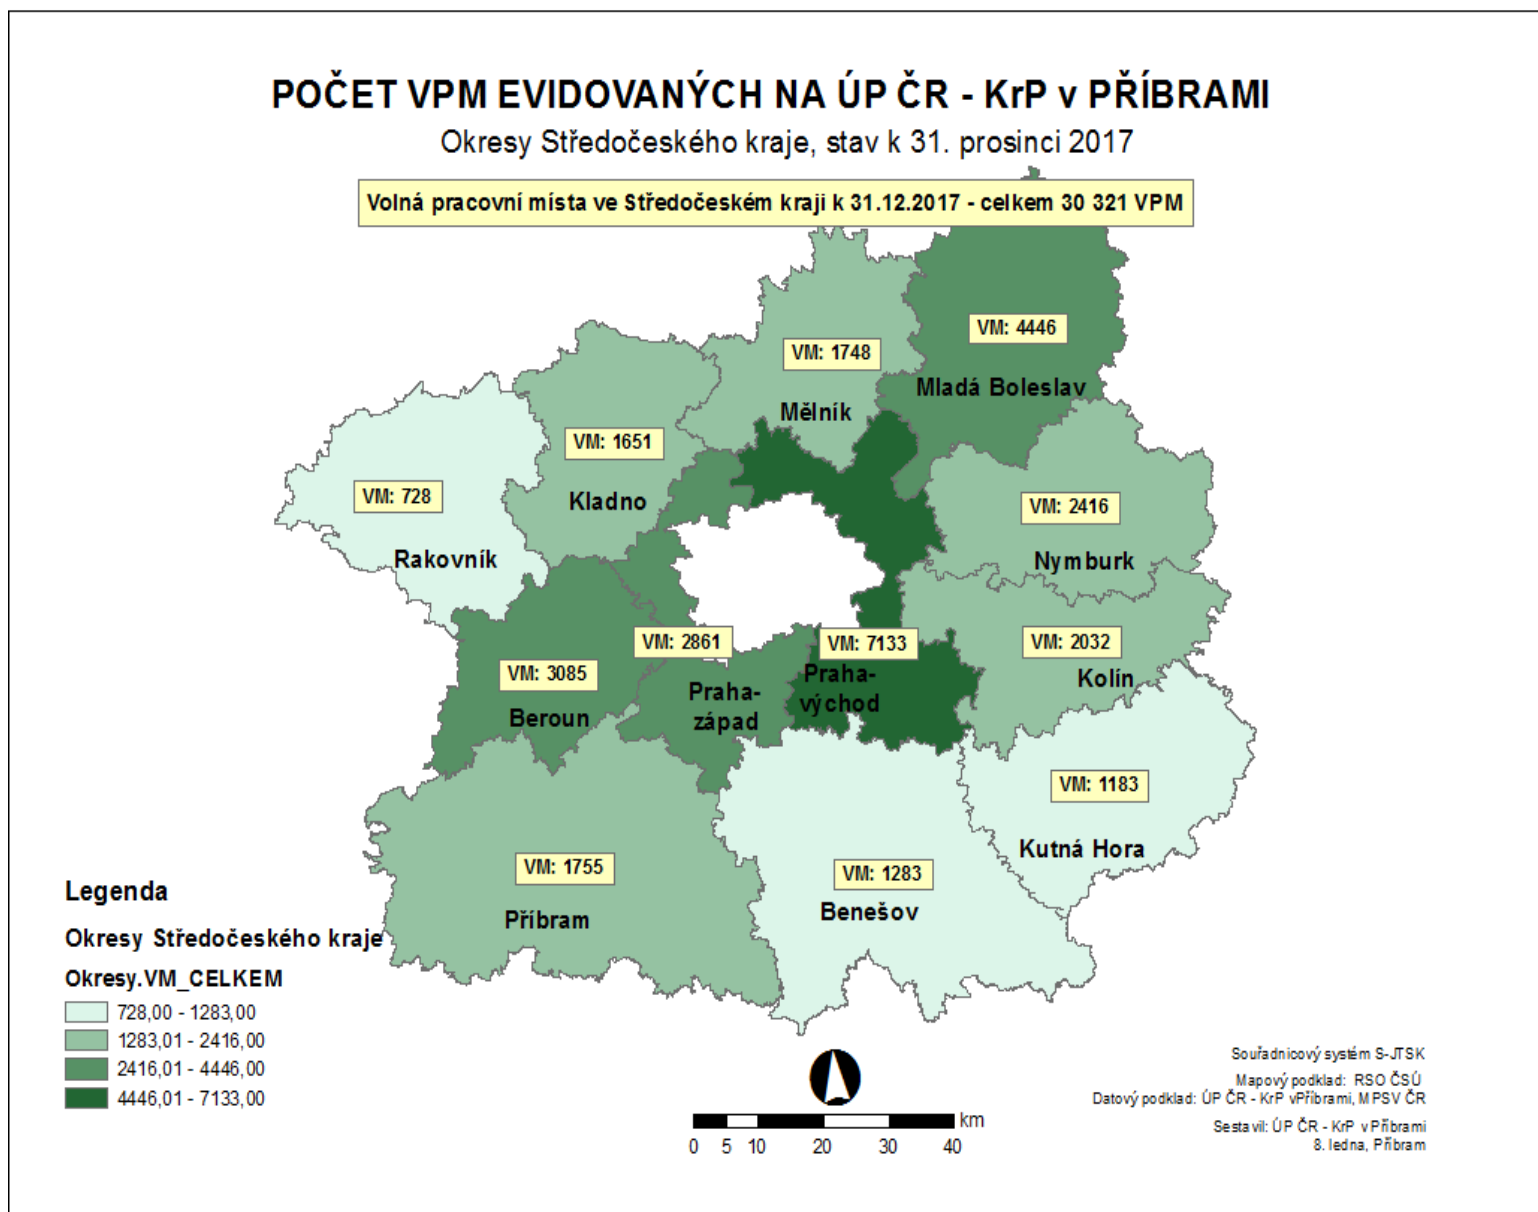 POČET VPM EVIDOVANÝCH NA ÚP ČR - KrP v PŘÍBRAMI
Okresy Středočeského kraje, stav k 31. prosinci 2017
Volná pracovní místa ve Středočeském kraji k 31.12.2017 - celkem 30 321 VPM
VM: 4446
Mladá Boleslav
VM: 1748
Mělník
VM: 1651
Kladno
VM: 728
Rakovník
VM: 2416
Nymburk
VM: 2861
Praha-
západ
VM: 7133
Praha-
východ
VM: 2032
Kolín
VM: 3085
Beroun
VM: 1183
Kutná Hora
VM: 1755
Příbram
VM: 1283
Benešov
Legenda
Okresy Středočeského kraje
Okresy.VM_CELKEM
728,00 - 1283,00
1283,01 - 2416,00
2416,01 - 4446,00
4446,01 - 7133,00
km
0 5 10 20 30 40
Souřadnicový systém S-JTSK
Mapový podklad: RSO ČSÚ
Datový podklad: ÚP ČR - KrP vPříbrami, MPSV ČR
Sestavil: ÚP ČR - KrP v Příbrami
8. ledna, Příbram